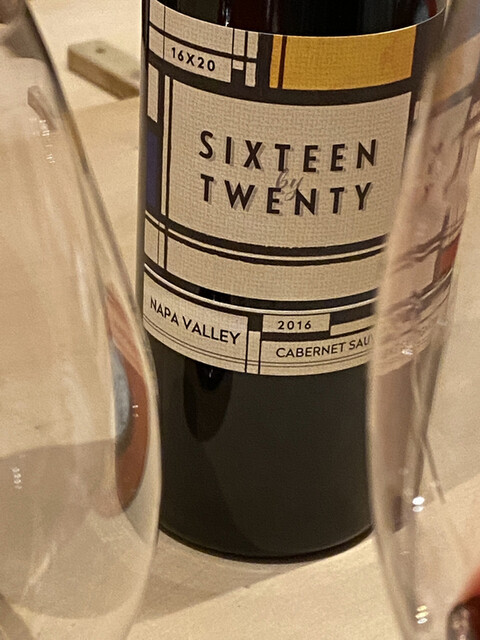 16X20
SIXTEEN
by
TWENTY
NAPA VALLEY
2016
CABERNET SAU